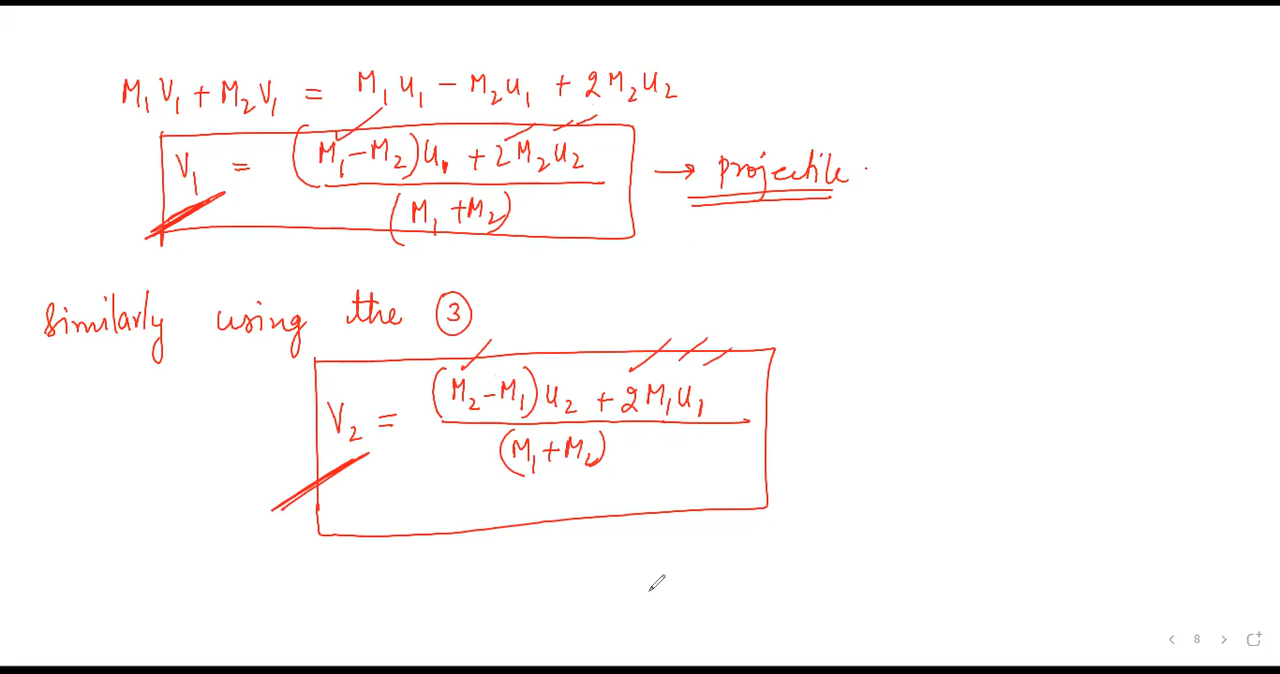 M₁V₁ + M₂V₁ = M₁u₁ − M₂u₁ + 2M₂u₂
V₁ = (M₁−M₂)u₁ + 2M₂u₂ / (M₁+M₂) → projectile.
Similarly using the ③
V₂ = (M₂−M₁)u₂ + 2M₁u₁ / (M₁+M₂)
< 8 >